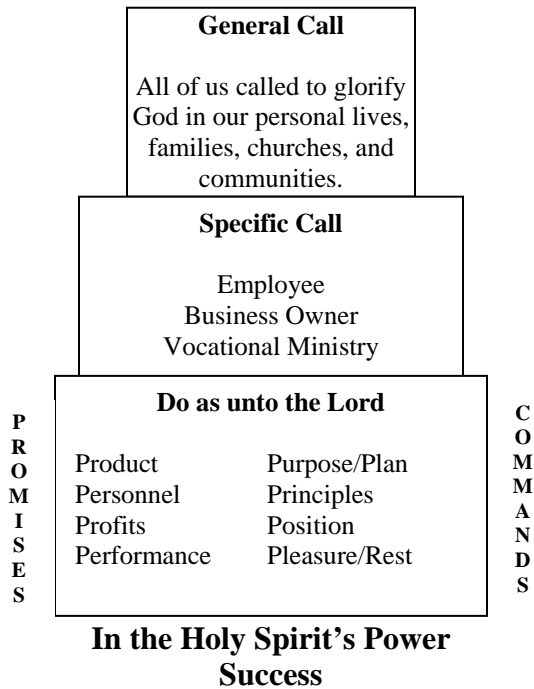 General Call
All of us called to glorify
God in our personal lives,
families, churches, and
communities.
Specific Call
Employee
Business Owner
Vocational Ministry
Do as unto the Lord
Product Purpose/Plan
Personnel Principles
Profits Position
Performance Pleasure/Rest
PROMISES
COMMANDS
In the Holy Spirit's Power
Success